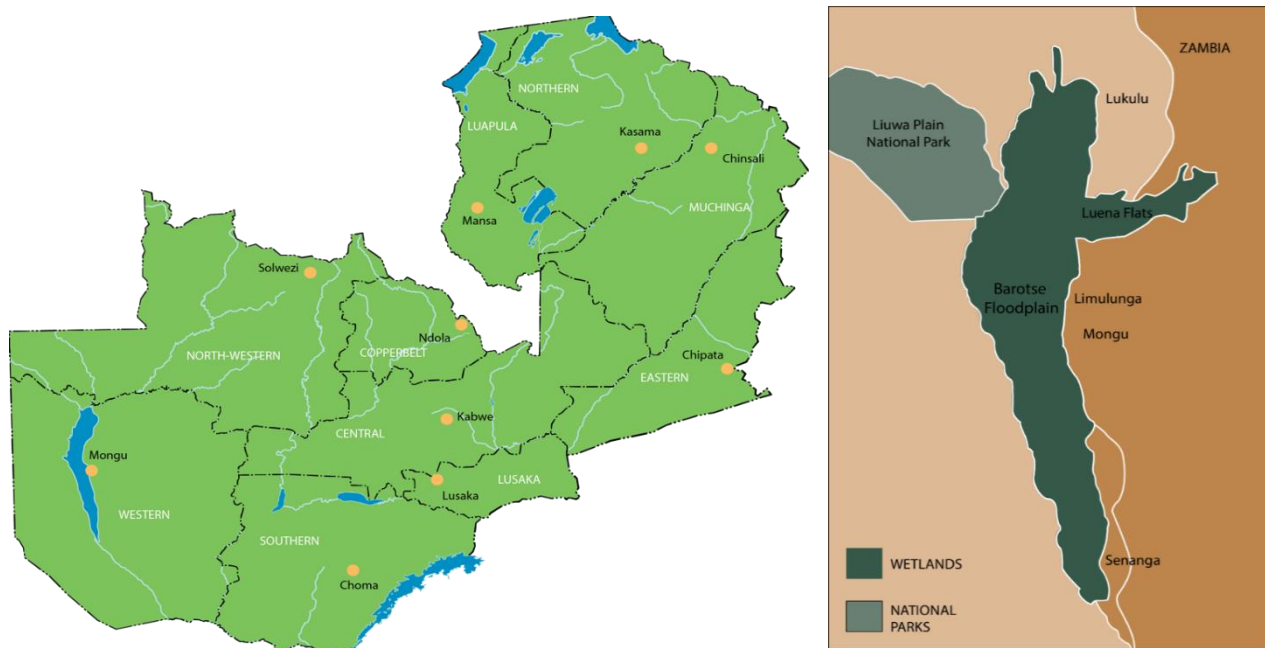 NORTHERN
LUAPULA
Kasama
Chinsali
MUCHINGA
Mansa
Solwezi
Ndola
NORTH-WESTERN
COPPERBELT
Chipata
EASTERN
Kabwe
CENTRAL
Mongu
LUSAKA
Lusaka
WESTERN
SOUTHERN
Choma
ZAMBIA
Lukulu
Liuwa Plain
National Park
Luena Flats
Barotse
Floodplain
Limulunga
Mongu
Senanga
WETLANDS
NATIONAL
PARKS